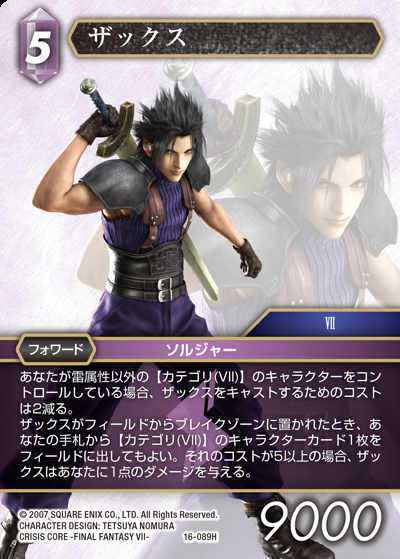 5
ザックス
VII
フォワード
ソルジャー
あなたが雷属性以外の【カテゴリ(VII)】のキャラクターをコン
トロールしている場合、ザックスをキャストするためのコスト
は2減る。
ザックスがフィールドからブレイクゾーンに置かれたとき、あ
なたの手札から【カテゴリ(VII)】のキャラクターカード1枚を
フィールドに出してもよい。それのコストが5以上の場合、ザッ
クスはあなたに1点のダメージを与える。
© 2007 SQUARE ENIX CO., LTD. All Rights Reserved.
CHARACTER DESIGN: TETSUYA NOMURA
CRISIS CORE -FINAL FANTASY VII-
16-089H
9000